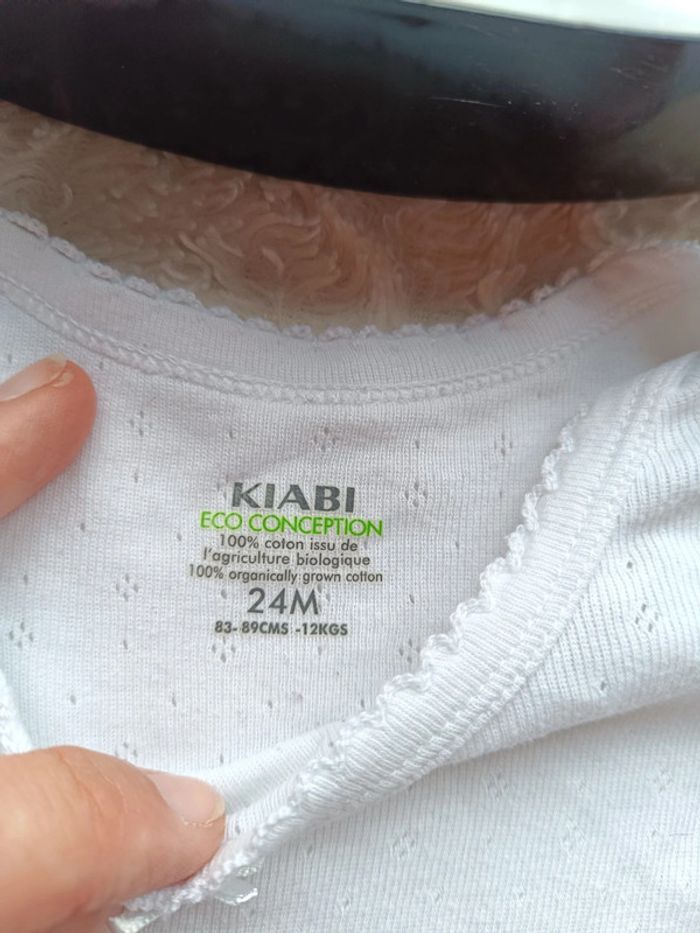 KIABI
ECO CONCEPTION
100% coton issu de
l'agriculture biologique
100% organically grown cotton
24M
83-89CMS -12KGS